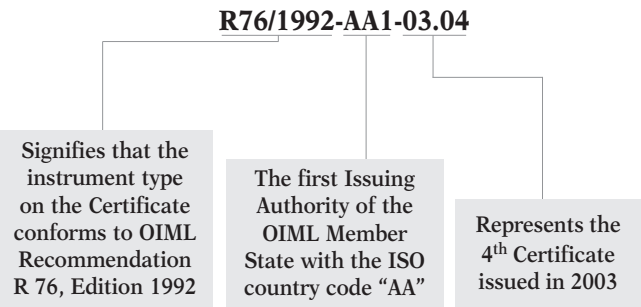 R76/1992-AA1-03.04
Signifies that the
instrument type
on the Certificate
conforms to OIML
Recommendation
R 76, Edition 1992
The first Issuing
Authority of the
OIML Member
State with the ISO
country code “AA”
Represents the
4th Certificate
issued in 2003